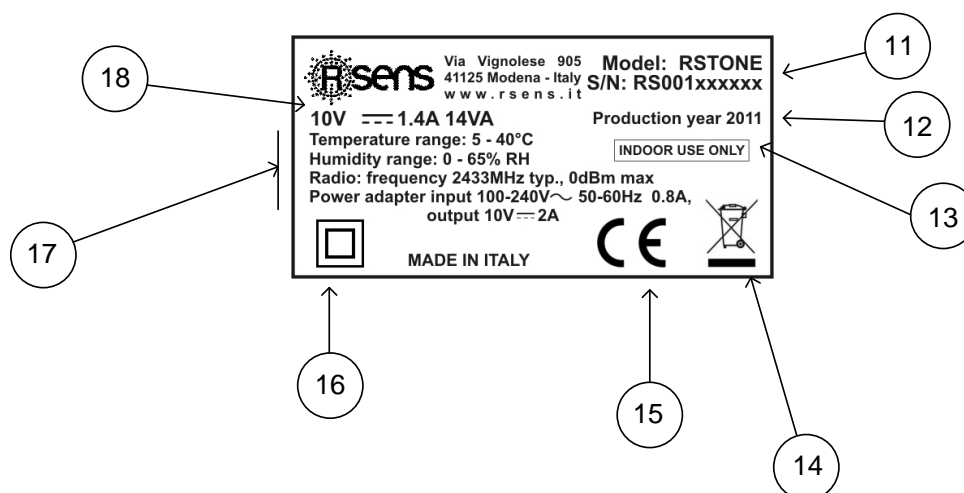 Rsens
Via Vignolese 905
41125 Modena - Italy
www.rsens.it
Model: RSTONE
S/N: RS001xxxxxx
10V ⎓ 1.4A 14VA
Production year 2011
Temperature range: 5 - 40°C
INDOOR USE ONLY
Humidity range: 0 - 65% RH
Radio: frequency 2433MHz typ., 0dBm max
Power adapter input 100-240V∼ 50-60Hz 0.8A,
output 10V⎓2A
MADE IN ITALY
CE
11
12
13
14
15
16
17
18